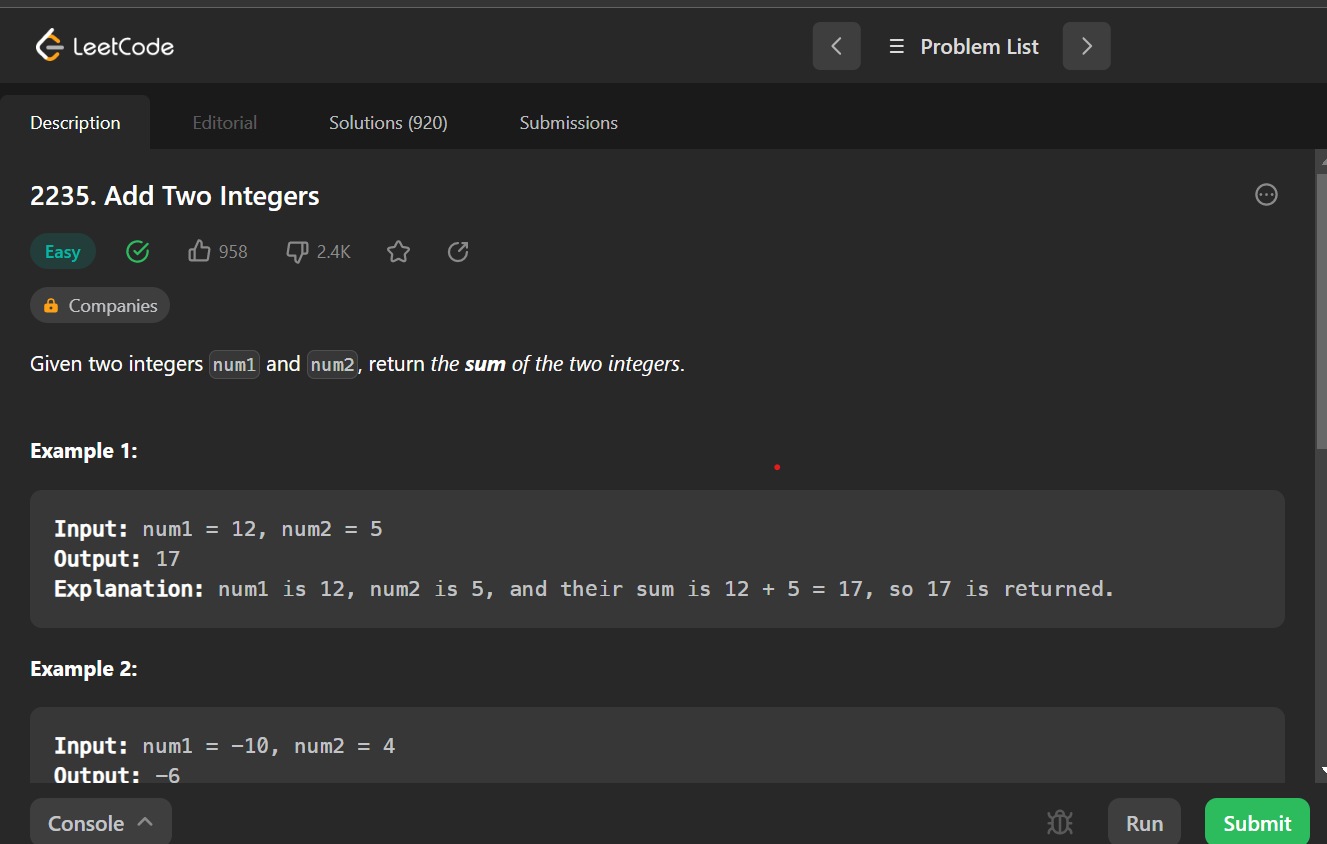 LeetCode
Problem List
Description Editorial Solutions (920) Submissions
2235. Add Two Integers
Easy 958 2.4K
Companies
Given two integers num1 and num2, return the sum of the two integers.
Example 1:
Input: num1 = 12, num2 = 5
Output: 17
Explanation: num1 is 12, num2 is 5, and their sum is 12 + 5 = 17, so 17 is returned.
Example 2:
Input: num1 = -10, num2 = 4
Output: -6
Console Run Submit